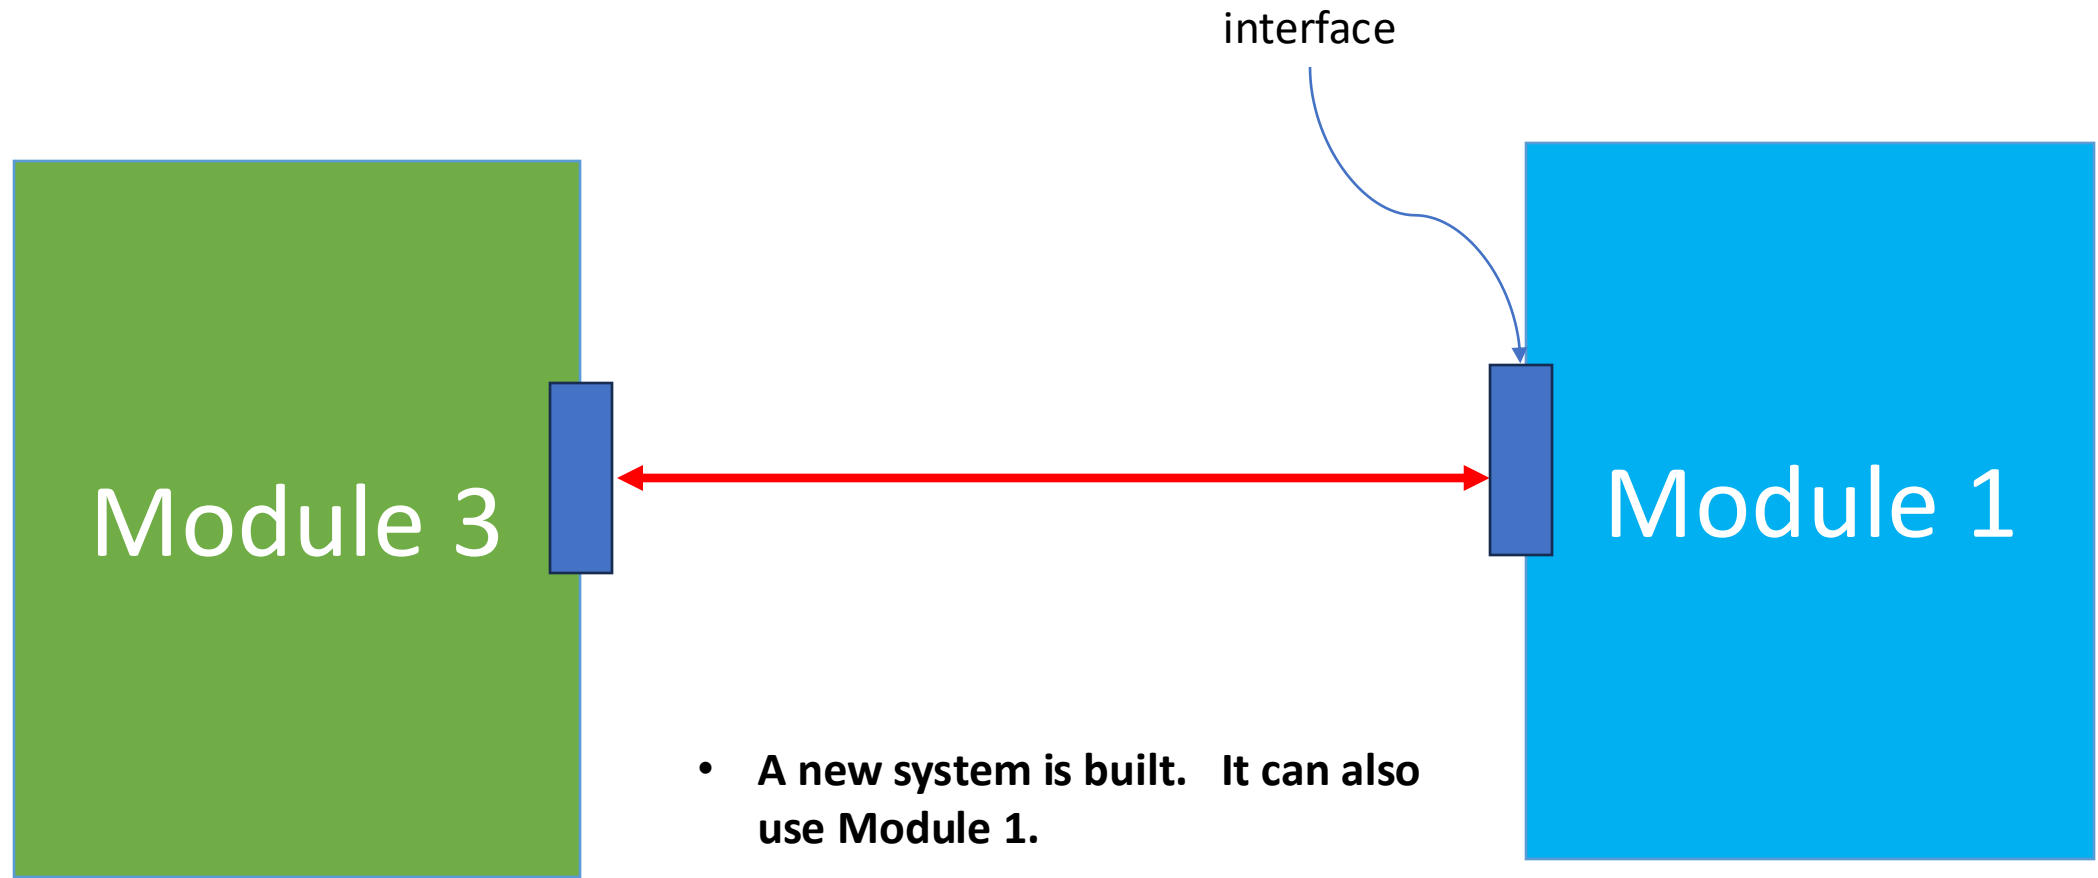 interface
Module 3
Module 1
• A new system is built.   It can also
use Module 1.